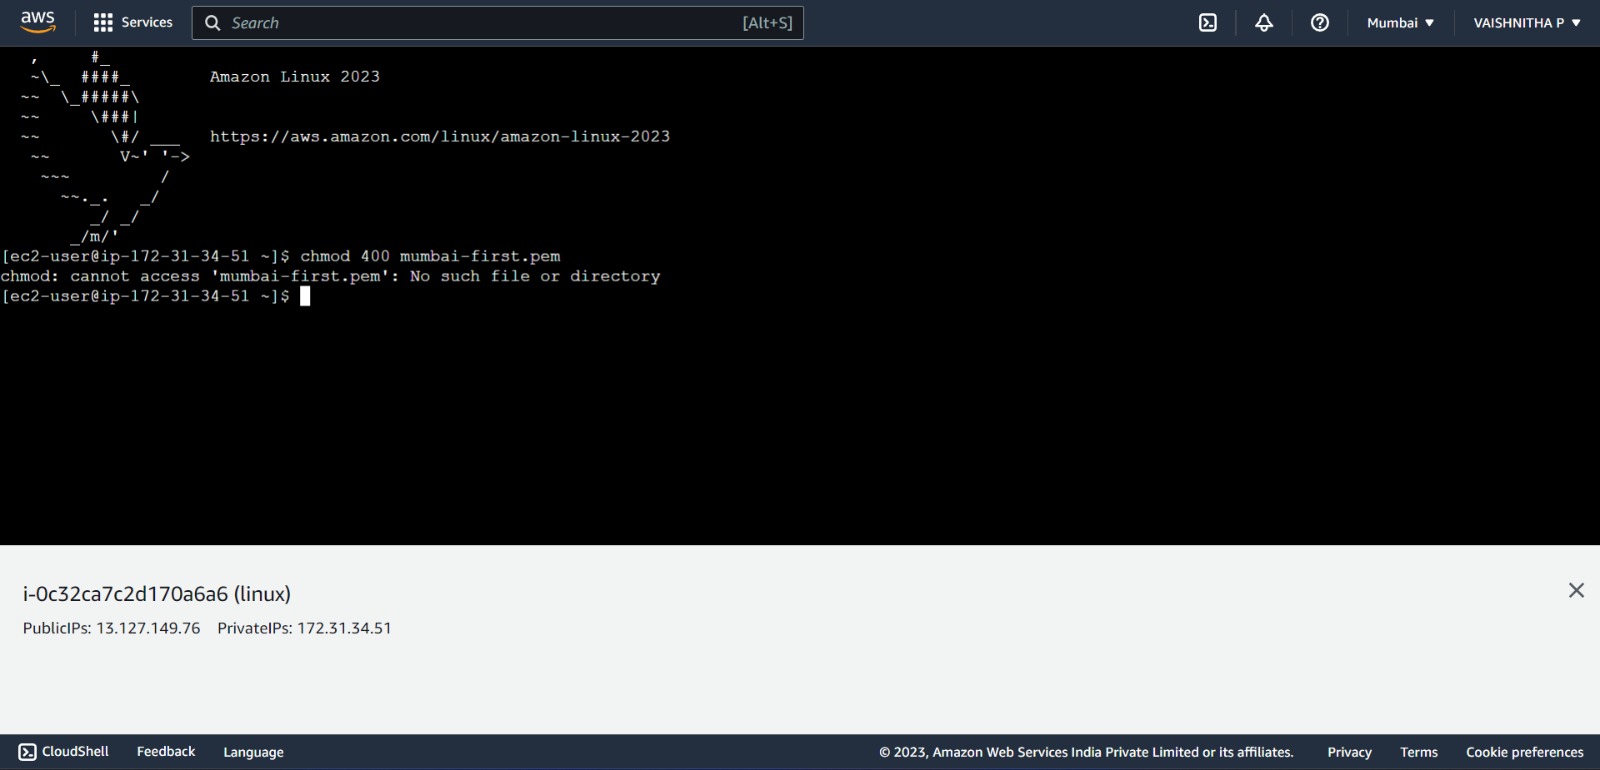 aws Services Search [Alt+S] Mumbai ▼ VAISHNITHA P ▼
   ,     #_
   ~\_  ####_        Amazon Linux 2023
  ~~  \_#####\
  ~~     \###|
  ~~       \#/ ___   https://aws.amazon.com/linux/amazon-linux-2023
   ~~       V~' '->
    ~~~         /
      ~~._.   _/
         _/ _/
       _/m/'
[ec2-user@ip-172-31-34-51 ~]$ chmod 400 mumbai-first.pem
chmod: cannot access 'mumbai-first.pem': No such file or directory
[ec2-user@ip-172-31-34-51 ~]$
i-0c32ca7c2d170a6a6 (linux)
PublicIPs: 13.127.149.76 PrivateIPs: 172.31.34.51
CloudShell Feedback Language © 2023, Amazon Web Services India Private Limited or its affiliates. Privacy Terms Cookie preferences